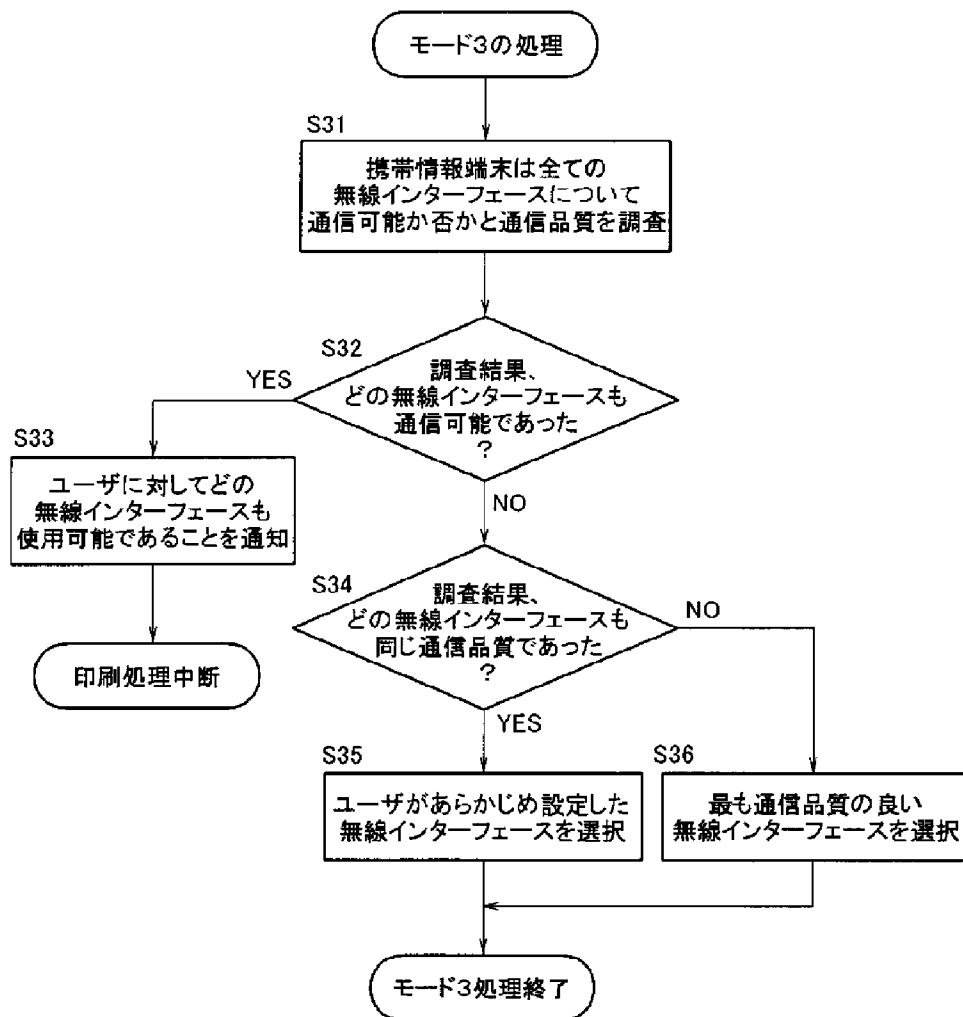 モード3の処理
S31
携帯情報端末は全ての
無線インターフェースについて
通信可能か否かと通信品質を調査
S32
調査結果、
どの無線インターフェースも
通信可能であった
?
YES
NO
S33
ユーザに対してどの
無線インターフェースも
使用可能であることを通知
印刷処理中断
S34
調査結果、
どの無線インターフェースも
同じ通信品質であった
?
NO
YES
S35
ユーザがあらかじめ設定した
無線インターフェースを選択
S36
最も通信品質の良い
無線インターフェースを選択
モード3処理終了